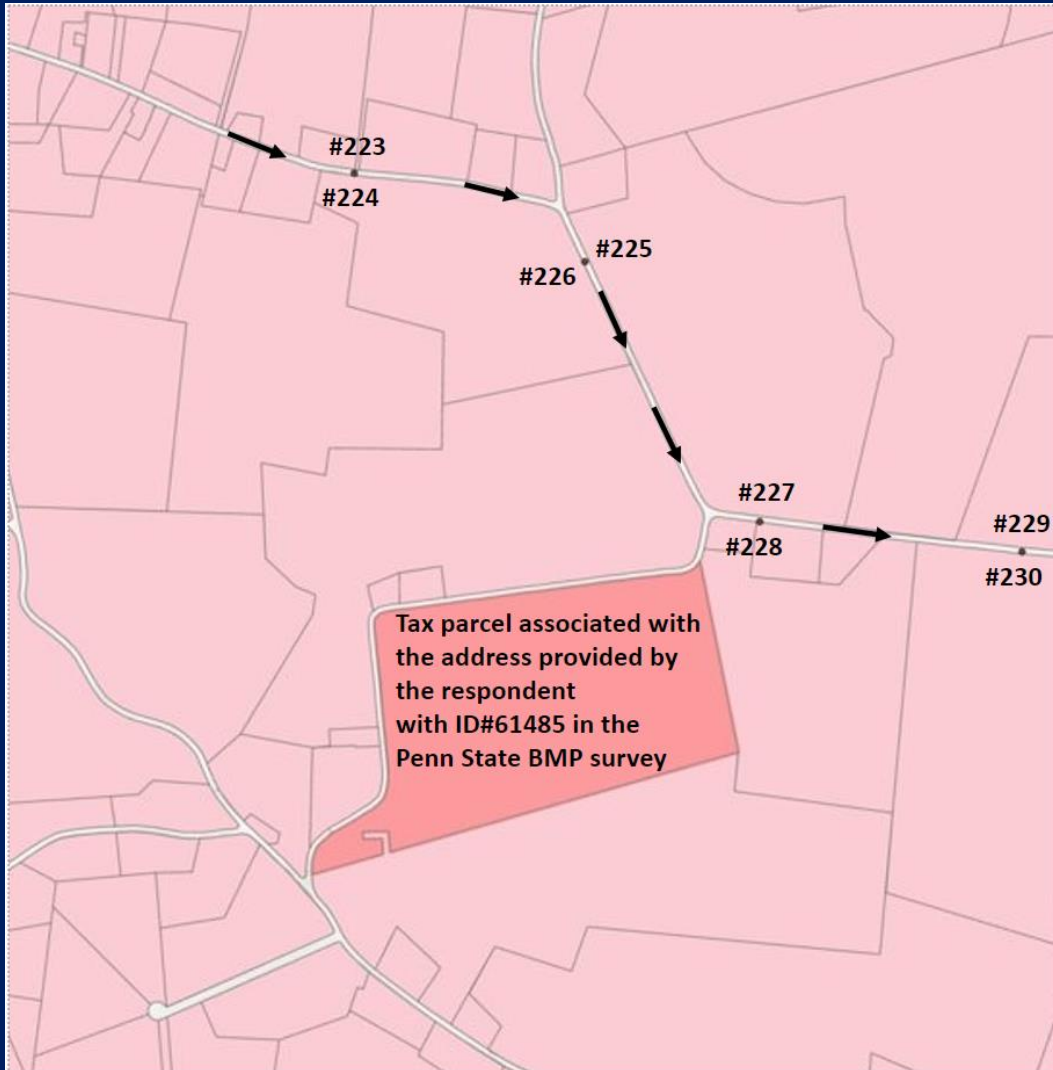 #223
#224
#225
#226
#227
#228
#229
#230
Tax parcel associated with
the address provided by
the respondent
with ID#61485 in the
Penn State BMP survey